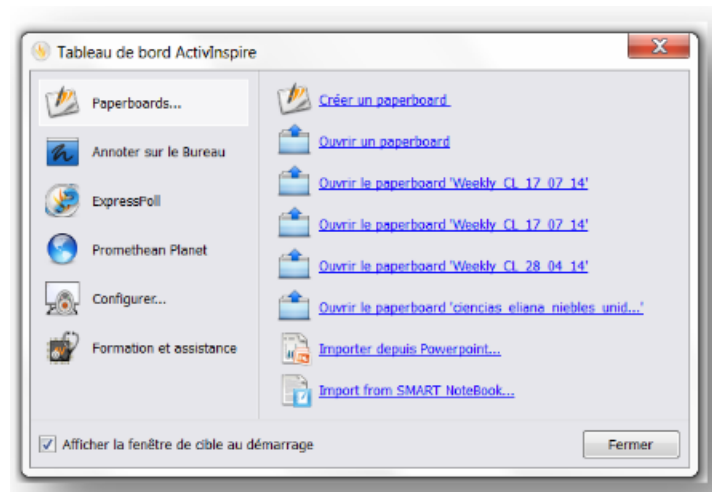 Tableau de bord ActivInspire
Paperboards...
Annoter sur le Bureau
ExpressPoll
Promethean Planet
Configurer...
Formation et assistance
Créer un paperboard
Ouvrir un paperboard
Ouvrir le paperboard 'Weekly_CL_17_07_14'
Ouvrir le paperboard 'Weekly_CL_17_07_14'
Ouvrir le paperboard 'Weekly_CL_28_04_14'
Ouvrir le paperboard 'ciencias_eliana_niebles_unid...'
Importer depuis Powerpoint...
Import from SMART NoteBook...
Afficher la fenêtre de cible au démarrage
Fermer